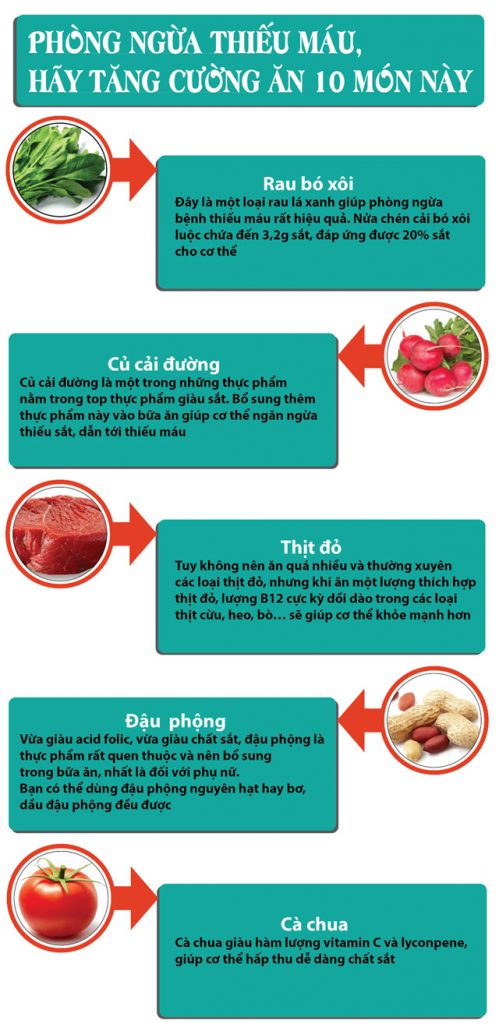 PHÒNG NGỪA THIẾU MÁU,
HÃY TĂNG CƯỜNG ĂN 10 MÓN NÀY
Rau bó xôi
Đây là một loại rau lá xanh giúp phòng ngừa
bệnh thiếu máu rất hiệu quả. Nửa chén cải bó xôi
luộc chứa đến 3,2g sắt, đáp ứng được 20% sắt
cho cơ thể
Củ cải đường
Củ cải đường là một trong những thực phẩm
nằm trong top thực phẩm giàu sắt. Bổ sung thêm
thực phẩm này vào bữa ăn giúp cơ thể ngăn ngừa
thiếu sắt, dẫn tới thiếu máu
Thịt đỏ
Tuy không nên ăn quá nhiều và thường xuyên
các loại thịt đỏ, nhưng khi ăn một lượng thích hợp
thịt đỏ, lượng B12 cực kỳ dồi dào trong các loại
thịt cừu, heo, bò... sẽ giúp cơ thể khỏe mạnh hơn
Đậu phộng
Vừa giàu acid folic, vừa giàu chất sắt, đậu phộng là
thực phẩm rất quen thuộc và nên bổ sung
trong bữa ăn, nhất là đối với phụ nữ.
Bạn có thể dùng đậu phộng nguyên hạt hay bơ,
dầu đậu phộng đều được
Cà chua
Cà chua giàu hàm lượng vitamin C và lyconpene,
giúp cơ thể hấp thu dễ dàng chất sắt